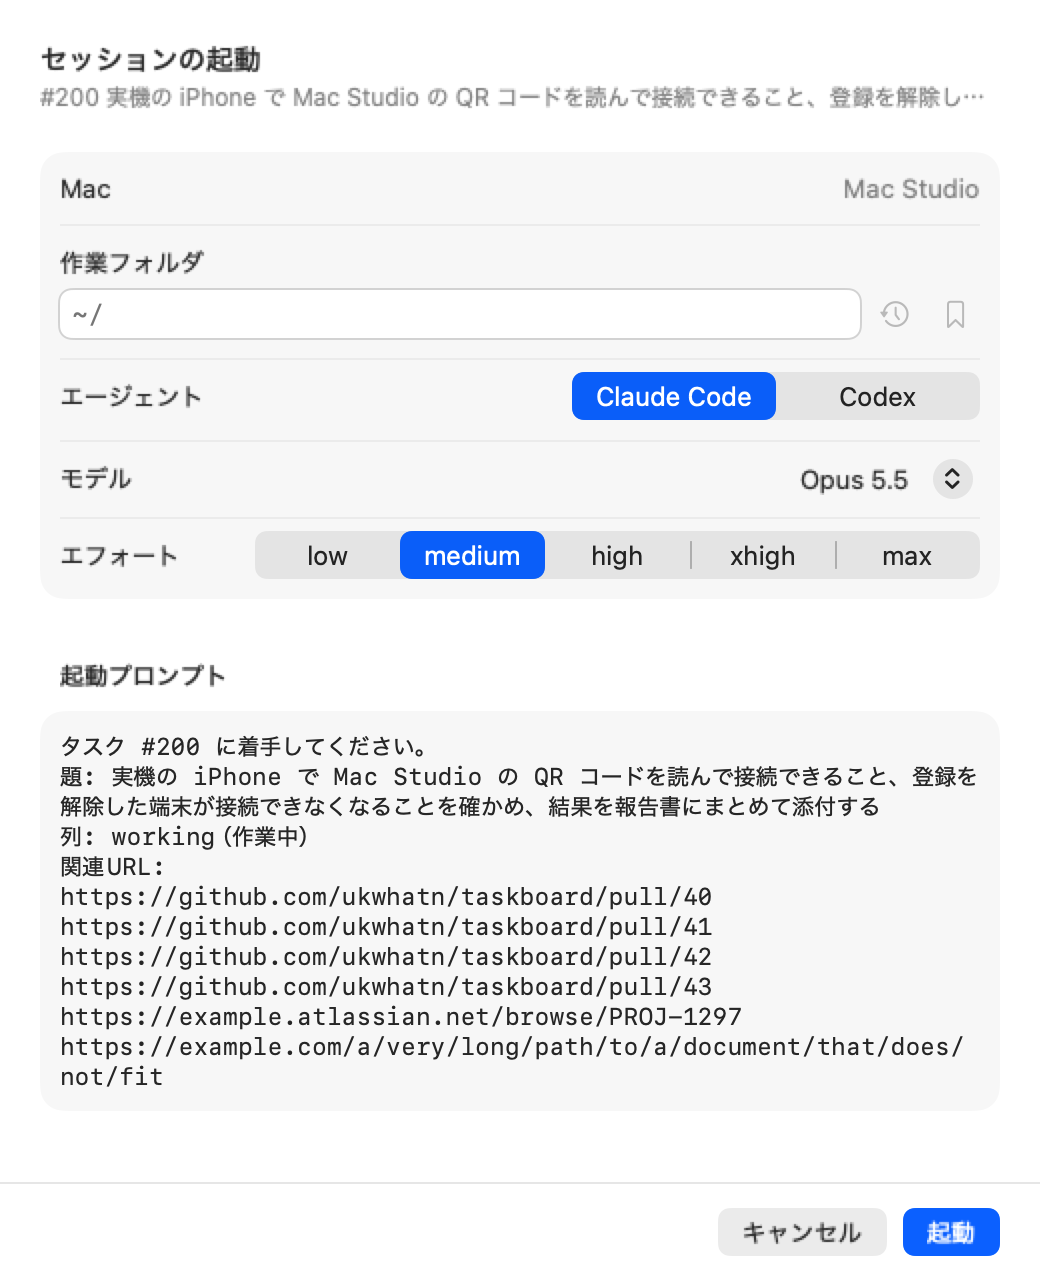 セッションの起動
#200 実機の iPhone で Mac Studio の QR コードを読んで接続できること、登録を解除し…
Mac
Mac Studio
作業フォルダ
~/
エージェント
Claude Code
Codex
モデル
Opus 5.5
エフォート
low
medium
high
xhigh
max
起動プロンプト
タスク #200 に着手してください。
題: 実機の iPhone で Mac Studio の QR コードを読んで接続できること、登録を
解除した端末が接続できなくなることを確かめ、結果を報告書にまとめて添付する
列: working（作業中）
関連URL:
https://github.com/ukwhatn/taskboard/pull/40
https://github.com/ukwhatn/taskboard/pull/41
https://github.com/ukwhatn/taskboard/pull/42
https://github.com/ukwhatn/taskboard/pull/43
https://example.atlassian.net/browse/PROJ-1297
https://example.com/a/very/long/path/to/a/document/that/does/
not/fit
キャンセル
起動